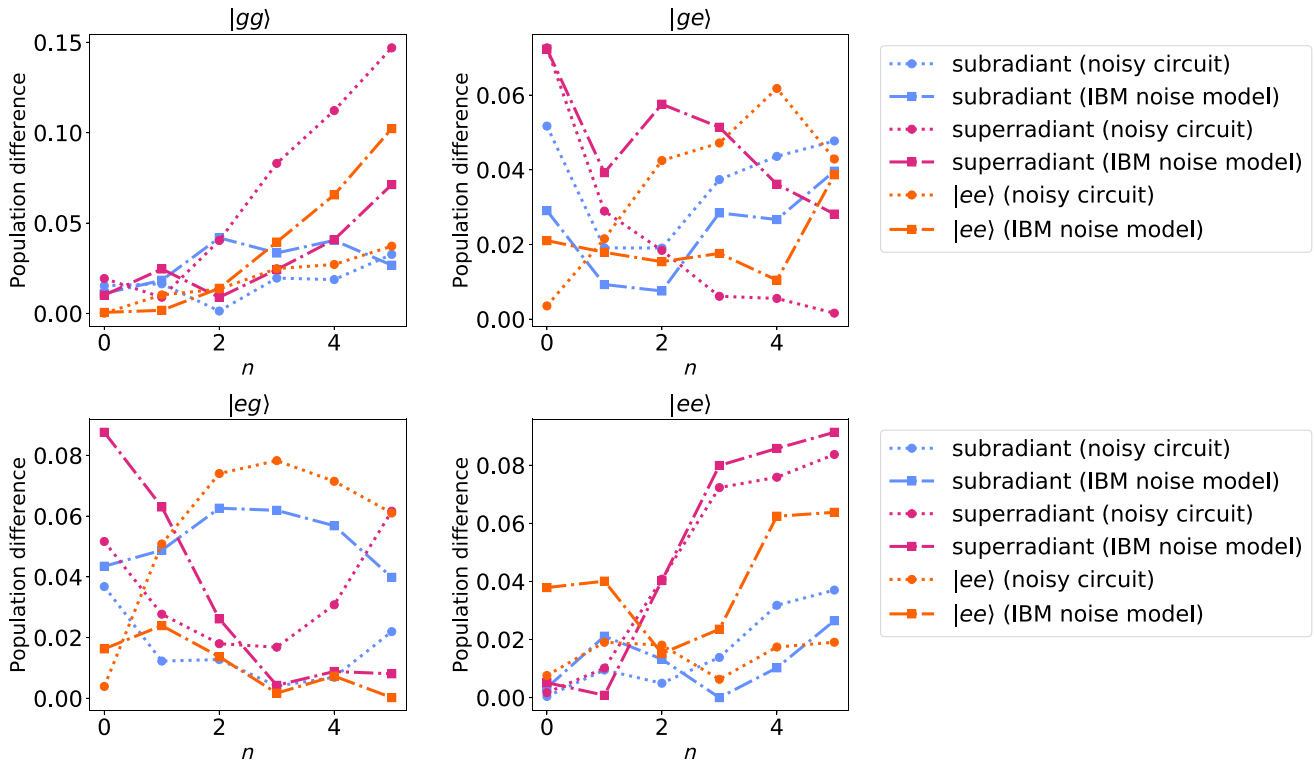 |gg⟩
Population difference
0.15
0.10
0.05
0.00
0 2 4
n
|ge⟩
Population difference
0.06
0.04
0.02
0.00
0 2 4
n
subradiant (noisy circuit)
subradiant (IBM noise model)
superradiant (noisy circuit)
superradiant (IBM noise model)
|ee⟩ (noisy circuit)
|ee⟩ (IBM noise model)
|eg⟩
Population difference
0.08
0.06
0.04
0.02
0.00
0 2 4
n
|ee⟩
Population difference
0.08
0.06
0.04
0.02
0.00
0 2 4
n
subradiant (noisy circuit)
subradiant (IBM noise model)
superradiant (noisy circuit)
superradiant (IBM noise model)
|ee⟩ (noisy circuit)
|ee⟩ (IBM noise model)